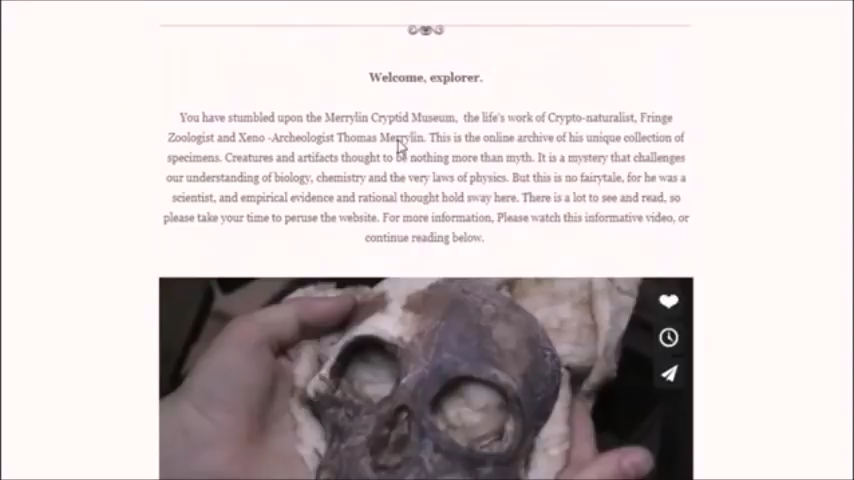 Welcome, explorer.
You have stumbled upon the Merrylin Cryptid Museum, the life's work of Crypto-naturalist, Fringe
Zoologist and Xeno -Archeologist Thomas Merrylin. This is the online archive of his unique collection of
specimens. Creatures and artifacts thought to be nothing more than myth. It is a mystery that challenges
our understanding of biology, chemistry and the very laws of physics. But this is no fairytale, for he was a
scientist, and empirical evidence and rational thought hold sway here. There is a lot to see and read, so
please take your time to peruse the website. For more information, Please watch this informative video, or
continue reading below.